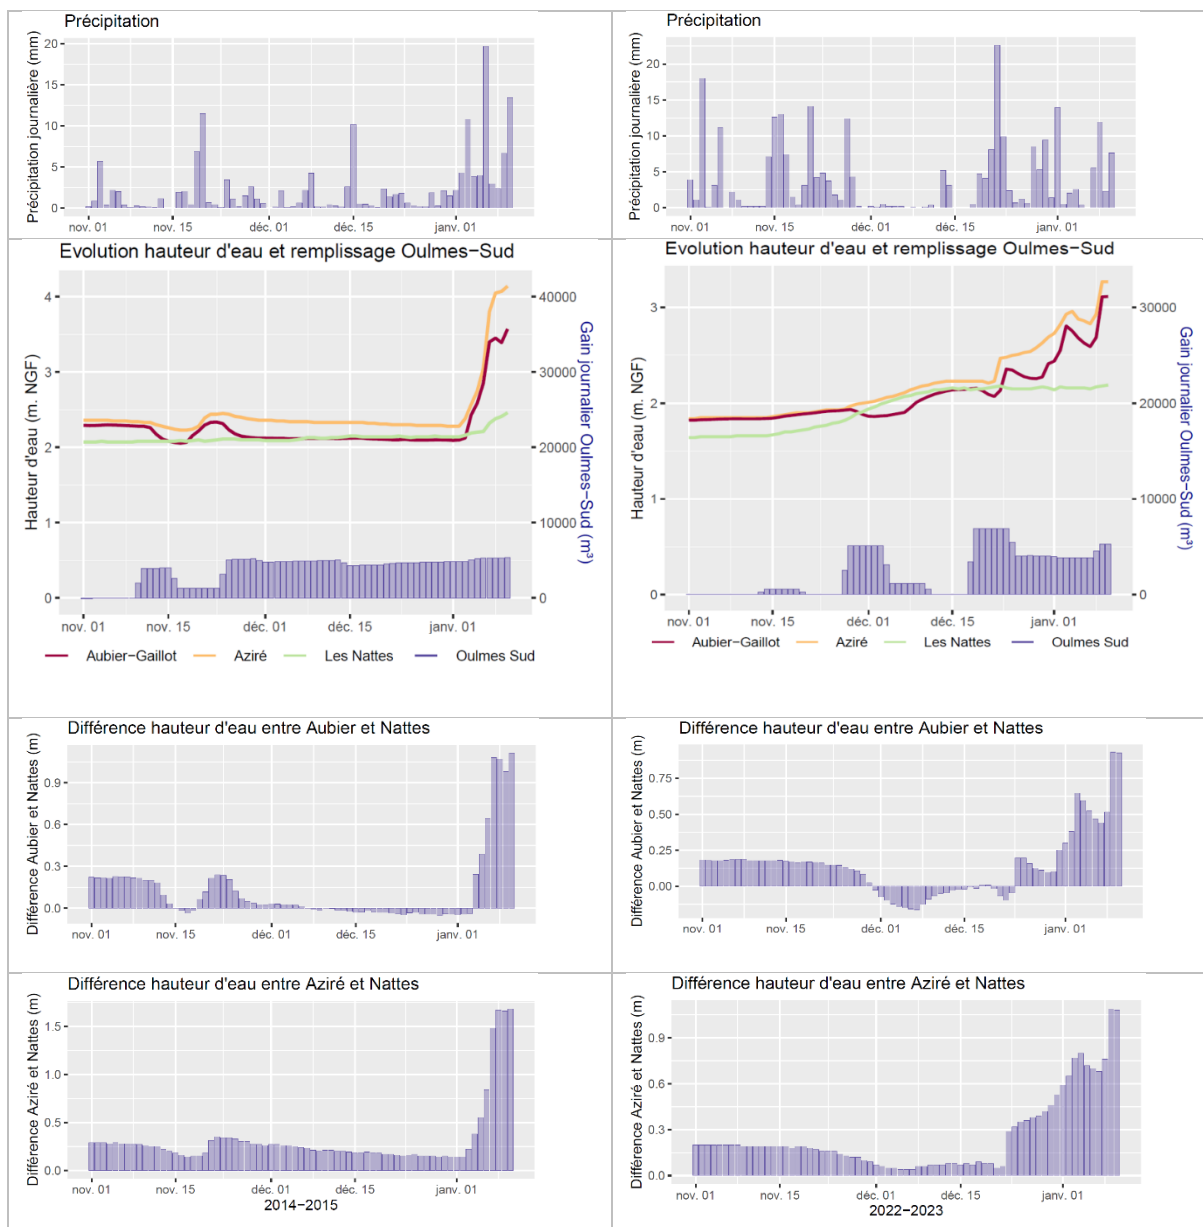 Précipitation
Précipitation journalière (mm)
20
15
10
5
0
nov. 01
nov. 15
déc. 01
déc. 15
janv. 01
Précipitation
Précipitation journalière (mm)
20
15
10
5
0
nov. 01
nov. 15
déc. 01
déc. 15
janv. 01
Evolution hauteur d'eau et remplissage Oulmes-Sud
Hauteur d'eau (m. NGF)
4
3
2
1
0
40000
30000
20000
10000
0
Gain journalier Oulmes-Sud (m³)
nov. 01
nov. 15
déc. 01
déc. 15
janv. 01
Aubier-Gaillot
Aziré
Les Nattes
Oulmes Sud
Evolution hauteur d'eau et remplissage Oulmes-Sud
Hauteur d'eau (m. NGF)
3
2
1
0
30000
20000
10000
0
Gain journalier Oulmes-Sud (m³)
nov. 01
nov. 15
déc. 01
déc. 15
janv. 01
Aubier-Gaillot
Aziré
Les Nattes
Oulmes Sud
Différence hauteur d'eau entre Aubier et Nattes
Différence Aubier et Nattes (m)
0.9
0.6
0.3
0.0
nov. 01
nov. 15
déc. 01
déc. 15
janv. 01
Différence hauteur d'eau entre Aubier et Nattes
Différence Aubier et Nattes (m)
0.75
0.50
0.25
0.00
nov. 01
nov. 15
déc. 01
déc. 15
janv. 01
Différence hauteur d'eau entre Aziré et Nattes
Différence Aziré et Nattes (m)
1.5
1.0
0.5
0.0
nov. 01
nov. 15
déc. 01
déc. 15
janv. 01
2014-2015
Différence hauteur d'eau entre Aziré et Nattes
Différence Aziré et Nattes (m)
0.9
0.6
0.3
0.0
nov. 01
nov. 15
déc. 01
déc. 15
janv. 01
2022-2023